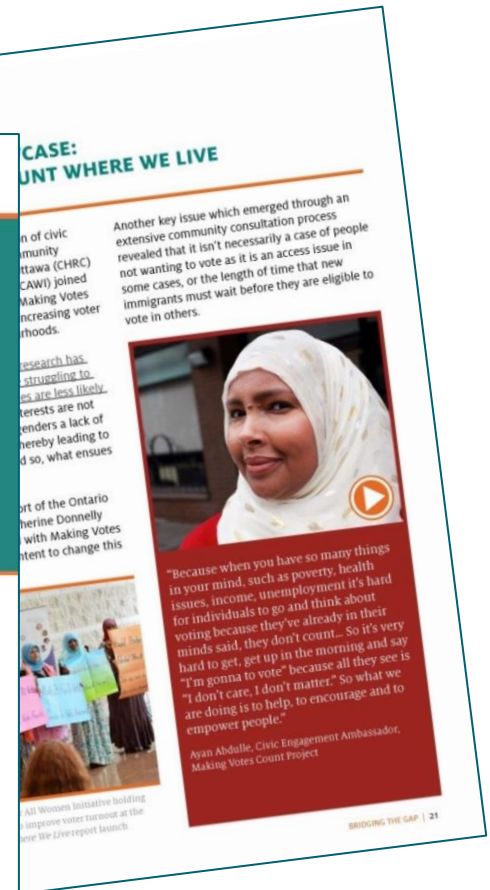 CASE:
UNT WHERE WE LIVE
n of civic
mmunity
ttawa (CHRC)
CAWI) joined
Making Votes
ncreasing voter
rhoods.
research has
struggling to
es are less likely
terests are not
genders a lack of
hereby leading to
d so, what ensues
ort of the Ontario
herine Donnelly
with Making Votes
ntent to change this
All Women Initiative holding
improve voter turnout at the
here We Live report launch
Another key issue which emerged through an
extensive community consultation process
revealed that it isn't necessarily a case of people
not wanting to vote as it is an access issue in
some cases, or the length of time that new
immigrants must wait before they are eligible to
vote in others.
"Because when you have so many things
in your mind, such as poverty, health
issues, income, unemployment it's hard
for individuals to go and think about
voting because they've already in their
minds said, they don't count... So it's very
hard to get, get up in the morning and say
"I'm gonna to vote" because all they see is
"I don't care, I don't matter." So what we
are doing is to help, to encourage and to
empower people."
Ayan Abdulle, Civic Engagement Ambassador,
Making Votes Count Project
BRIDGING THE GAP | 21